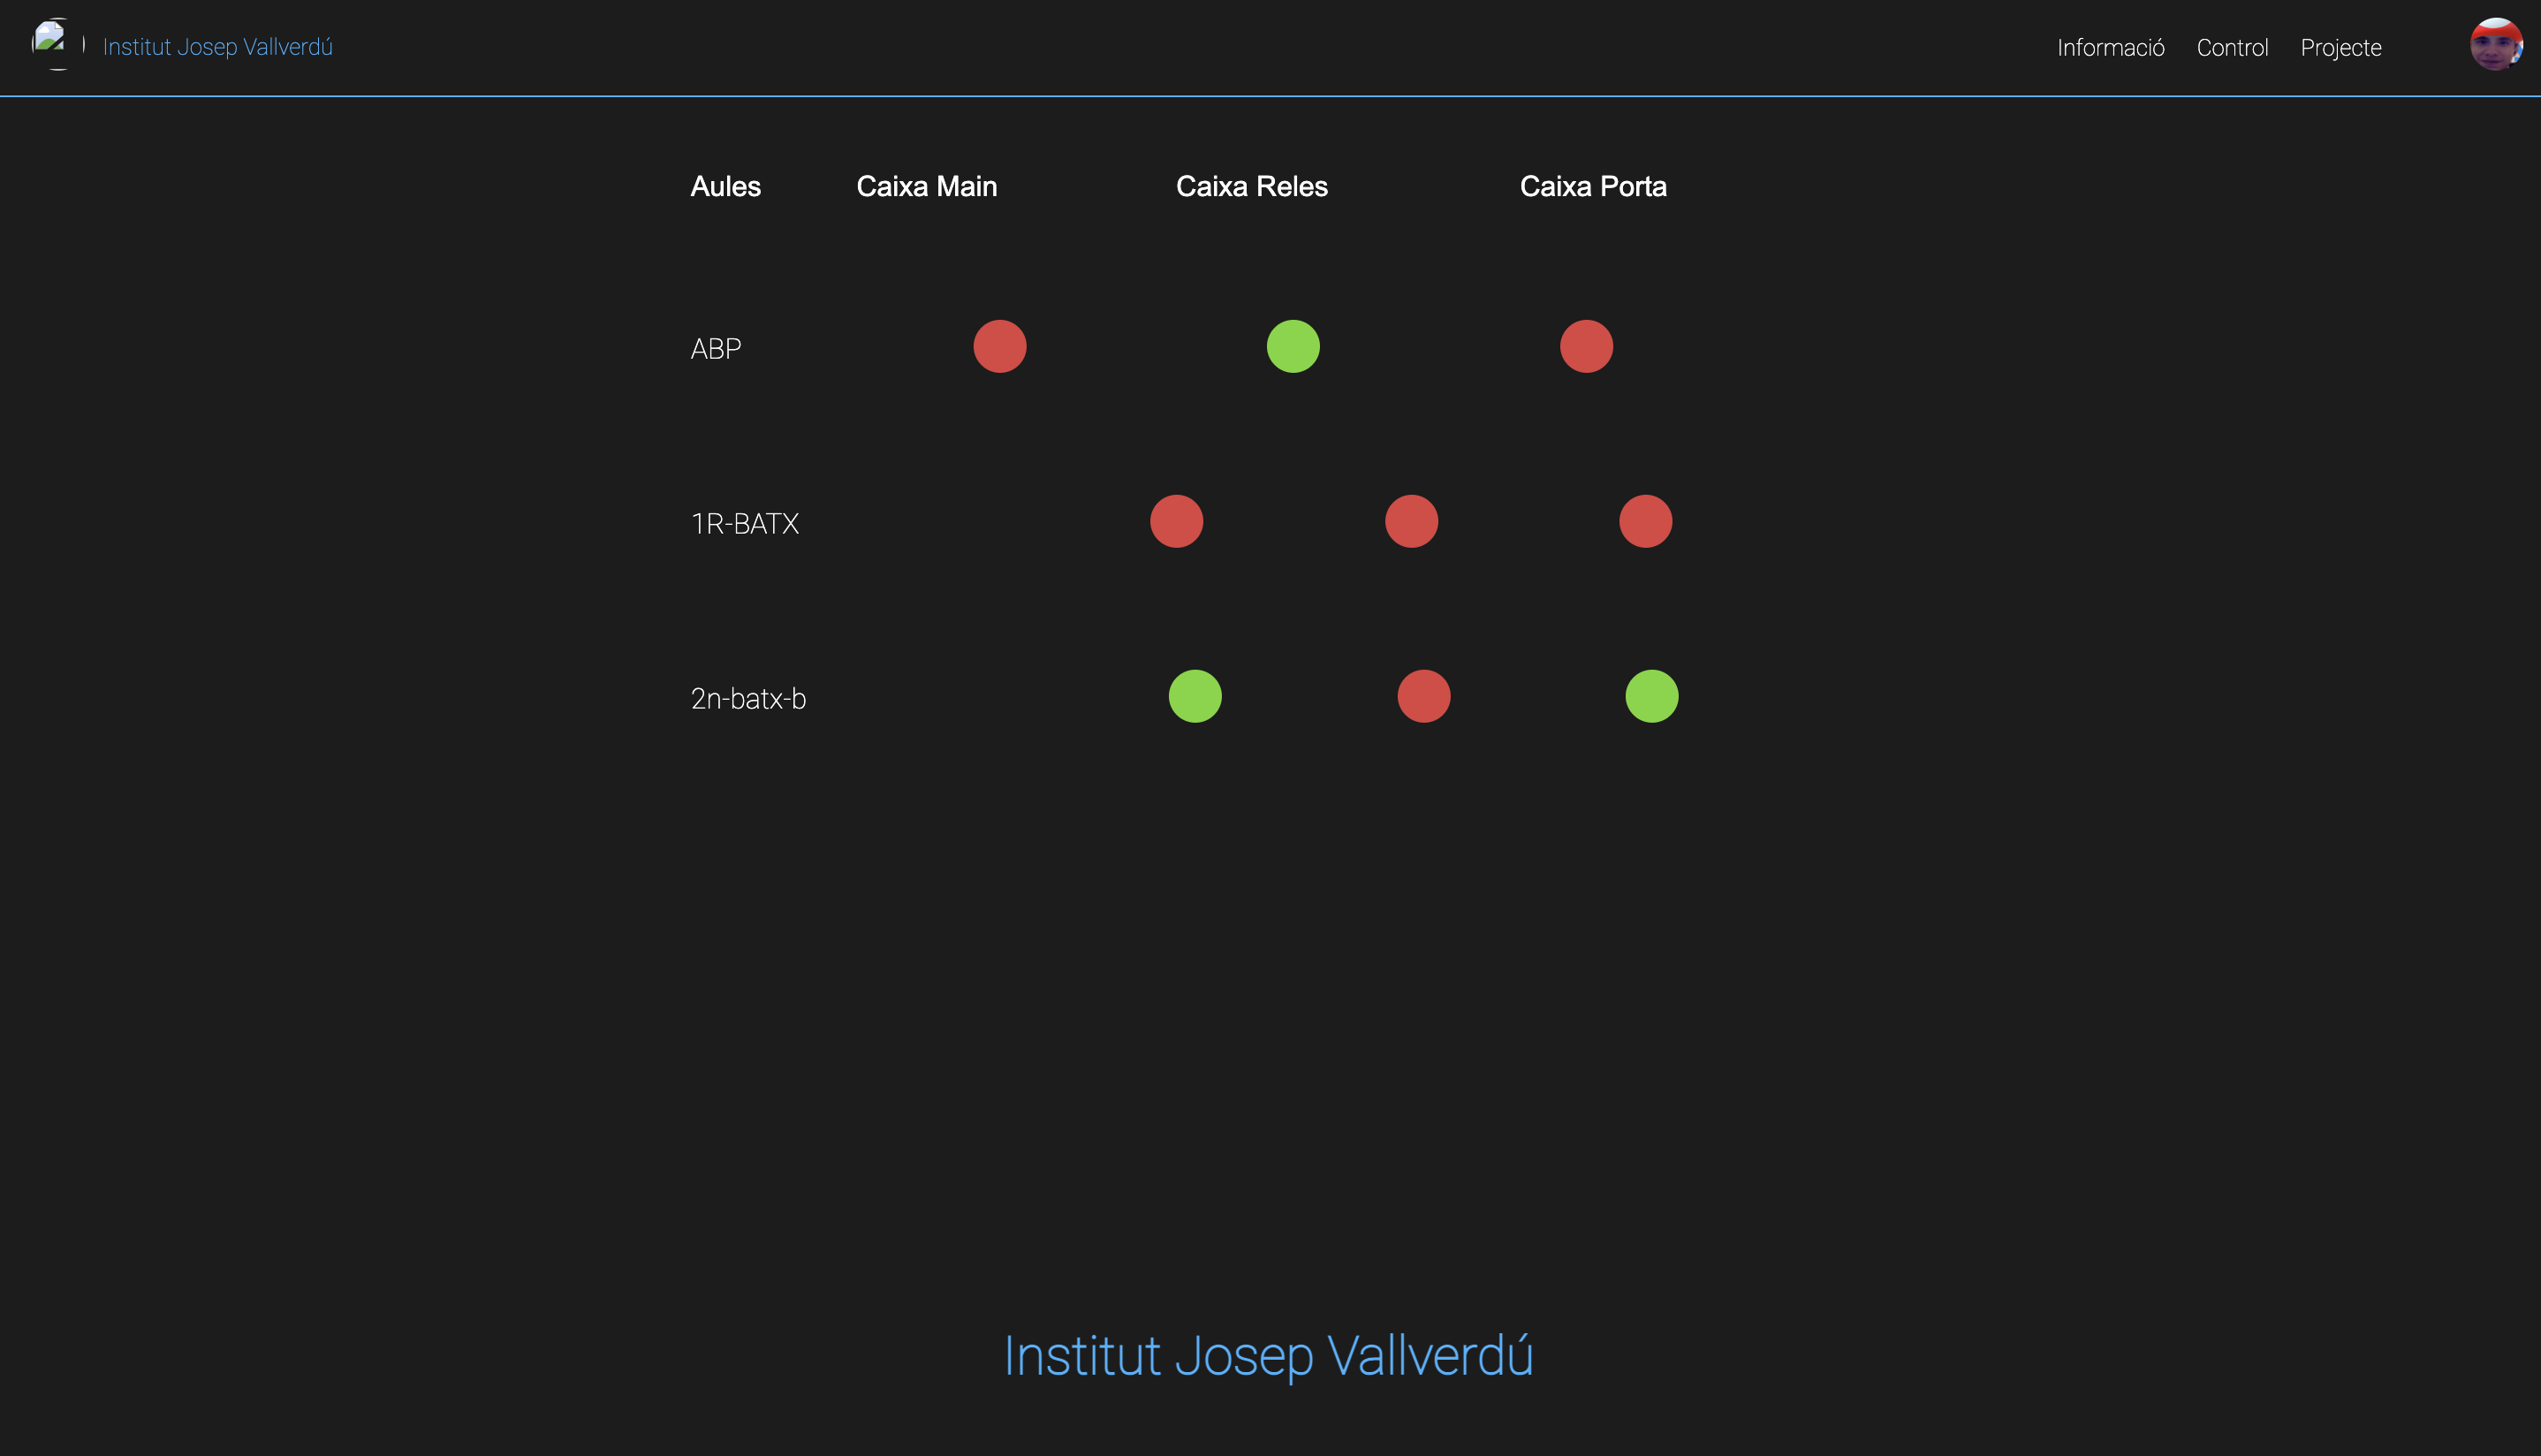 Institut Josep Vallverdú Informació Control Projecte
Aules Caixa Main Caixa Reles Caixa Porta
ABP
1R-BATX
2n-batx-b
Institut Josep Vallverdú